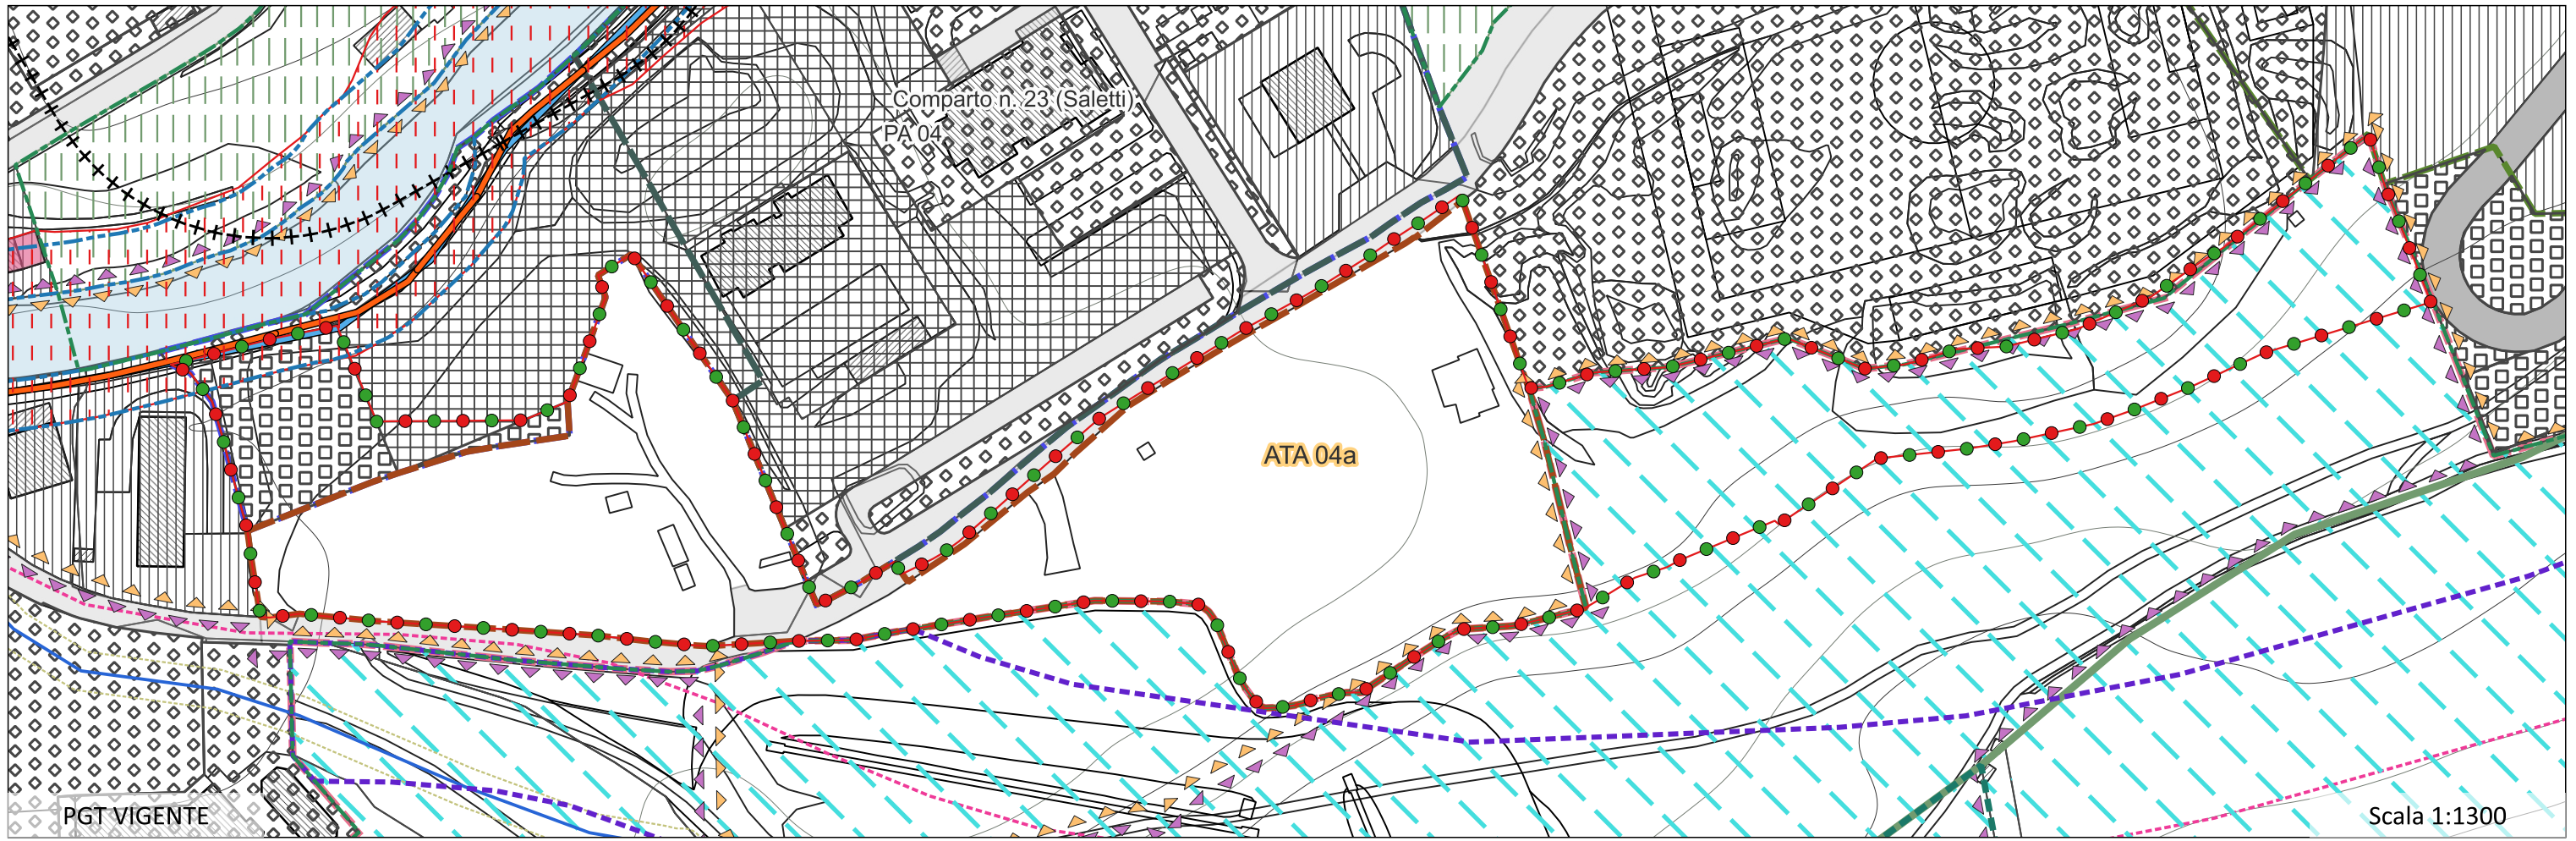 Comparto n. 23 (Saletti)
PA 04
ATA 04a
PGT VIGENTE
Scala 1:1300